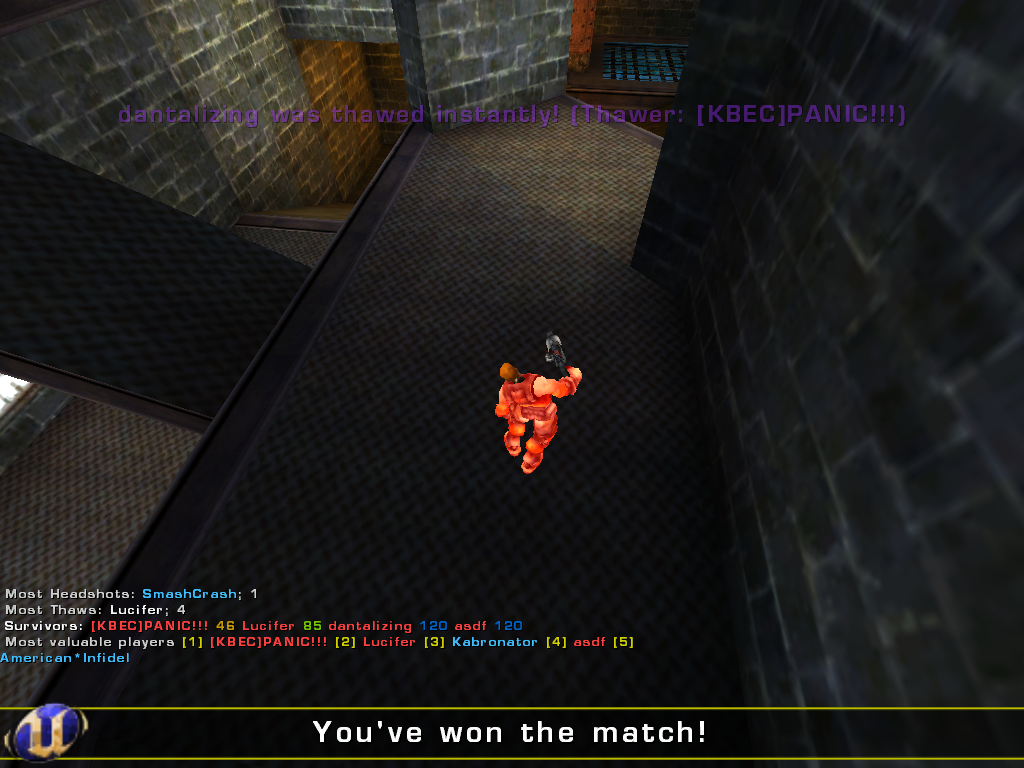 dantalizing was thawed instantly! (Thawer: [KBEC]PANIC!!!)
Most Headshots: SmashCrash; 1
Most Thaws: Lucifer; 4
Survivors: [KBEC]PANIC!!! 46 Lucifer 85 dantalizing 120 asdf 120
Most valuable players [1] [KBEC]PANIC!!! [2] Lucifer [3] Kabronator [4] asdf [5]
American*Infidel
You've won the match!